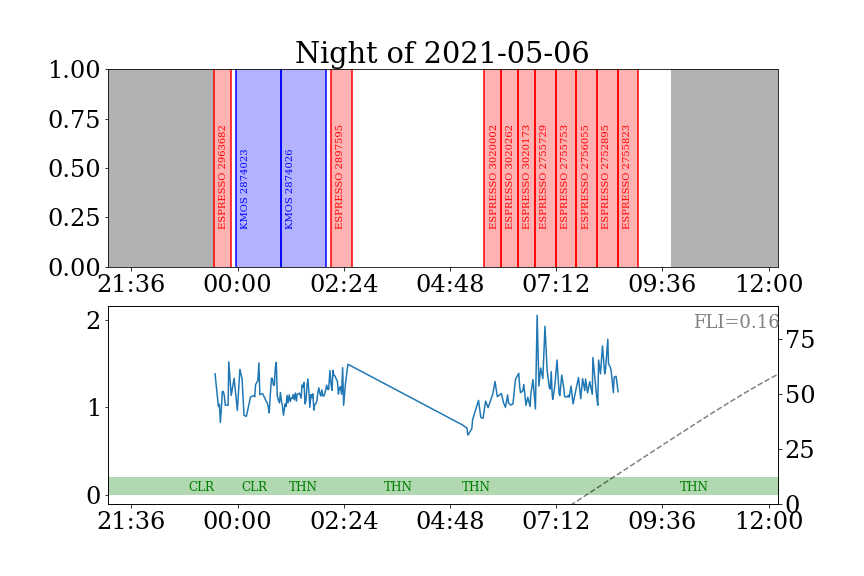 Night of 2021-05-06
1.00
0.75
0.50
0.25
0.00
ESPRESSO 2963682
KMOS 2874023
KMOS 2874026
ESPRESSO 2897595
ESPRESSO 3020002
ESPRESSO 3020262
ESPRESSO 3020173
ESPRESSO 2755729
ESPRESSO 2755753
ESPRESSO 2756055
ESPRESSO 2752895
ESPRESSO 2755823
21:36 00:00 02:24 04:48 07:12 09:36 12:00
2
1
0
FLI=0.16
75
50
25
0
CLR CLR THN THN THN THN
21:36 00:00 02:24 04:48 07:12 09:36 12:00